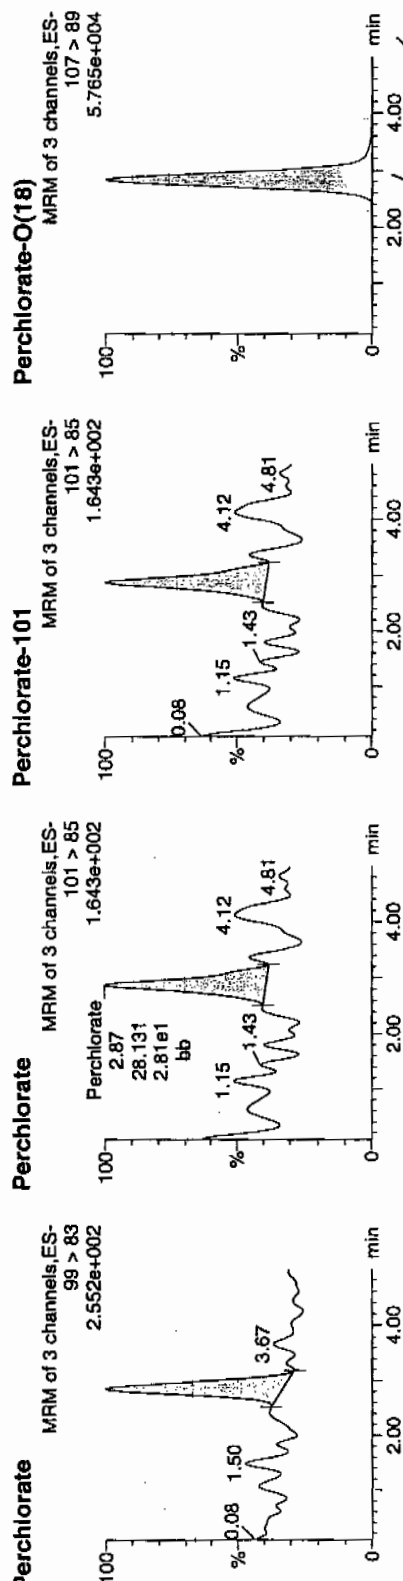 Perchlorate
MRM of 3 channels,ES-
99 > 83
2.552e+002
100
%
0
0.08
1.50
3.67
2.00
4.00
min
Perchlorate
MRM of 3 channels,ES-
101 > 85
1.643e+002
Perchlorate
2.87
28.131
2.81e1
bb
100
%
0
1.15
1.43
4.12
4.81
2.00
4.00
min
Perchlorate-101
MRM of 3 channels,ES-
101 > 85
1.643e+002
100
%
0
0.08
1.15
1.43
4.12
4.81
2.00
4.00
min
Perchlorate-O(18)
MRM of 3 channels,ES-
107 > 89
5.765e+004
100
%
0
2.00
4.00
min